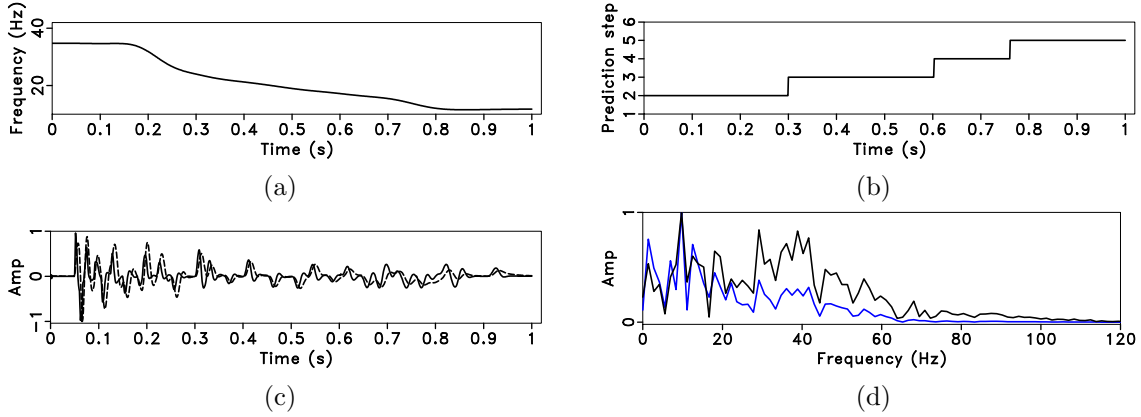 Frequency (Hz)
40
20
0 0.1 0.2 0.3 0.4 0.5 0.6 0.7 0.8 0.9 1
Time (s)
(a)
Prediction step
6
5
4
3
2
1
0 0.1 0.2 0.3 0.4 0.5 0.6 0.7 0.8 0.9 1
Time (s)
(b)
Amp
1
0
−1
0 0.1 0.2 0.3 0.4 0.5 0.6 0.7 0.8 0.9 1
Time (s)
(c)
Amp
1
0
0 20 40 60 80 100 120
Frequency (Hz)
(d)